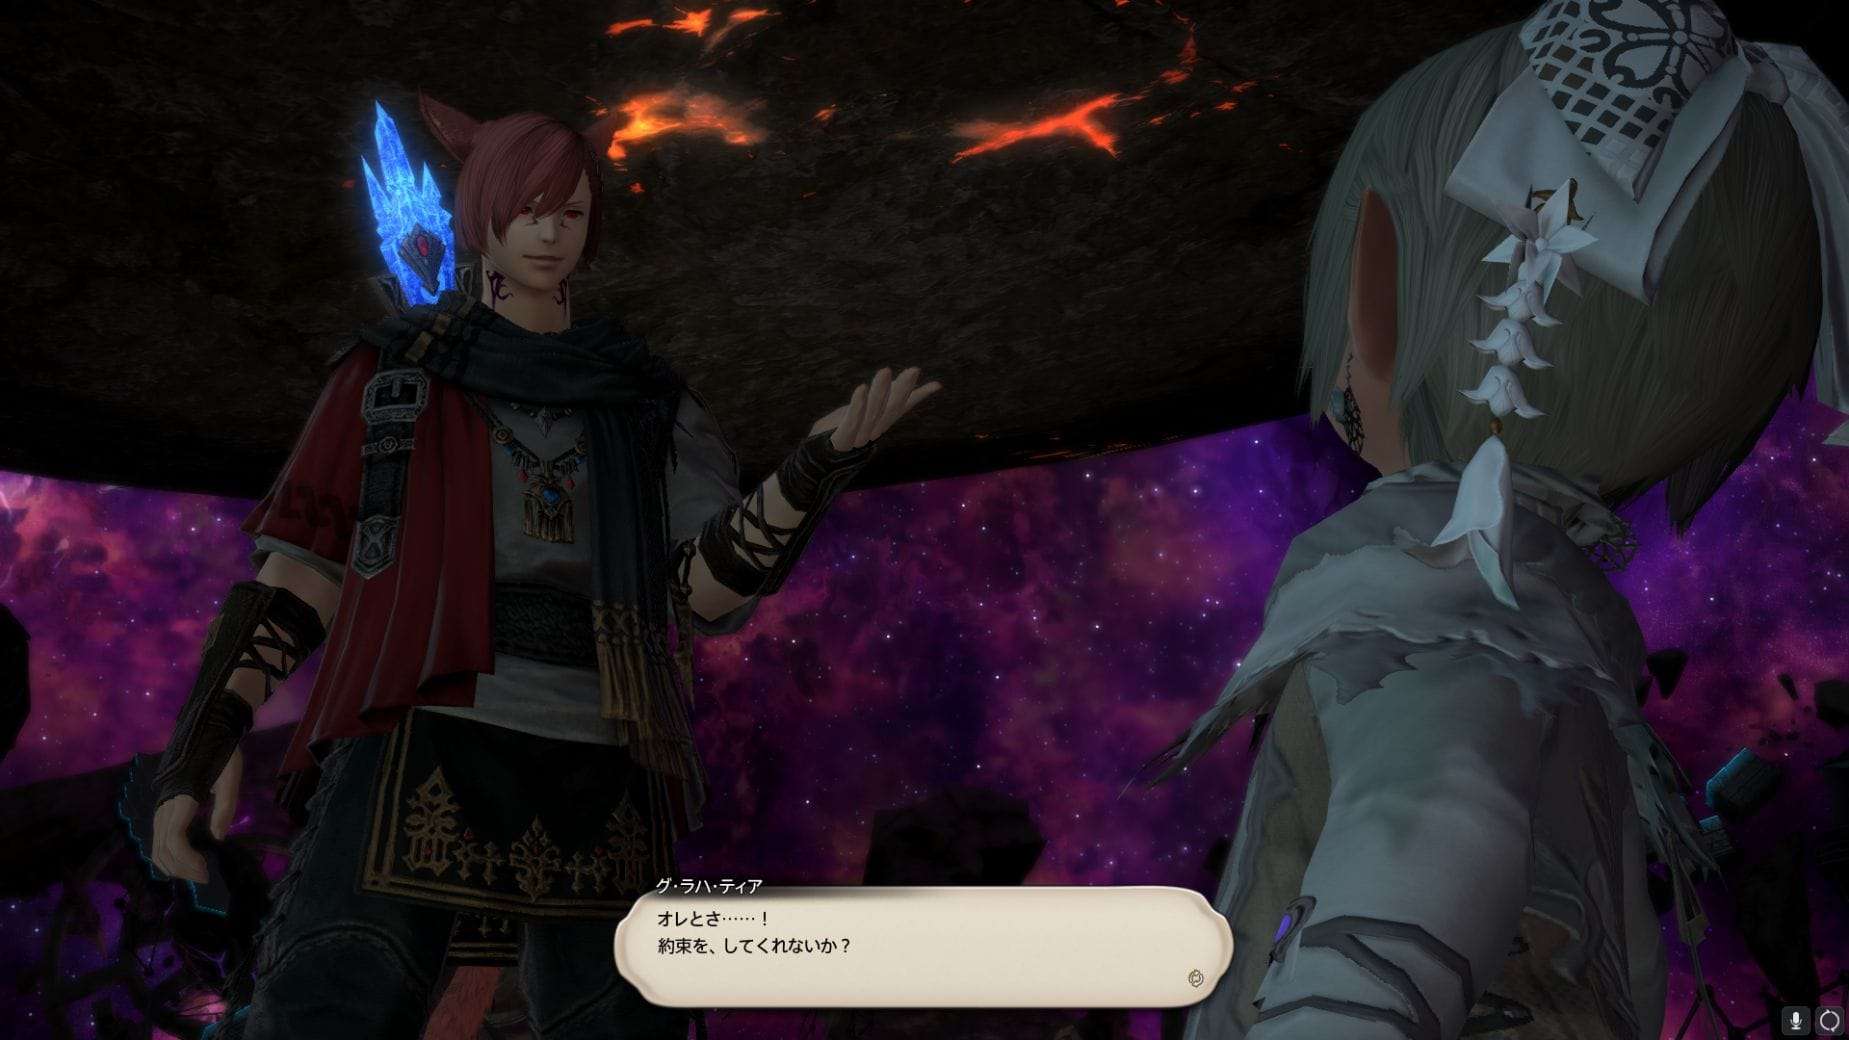 グ・ラハ・ティア
オレとさ……！
約束を、してくれないか？